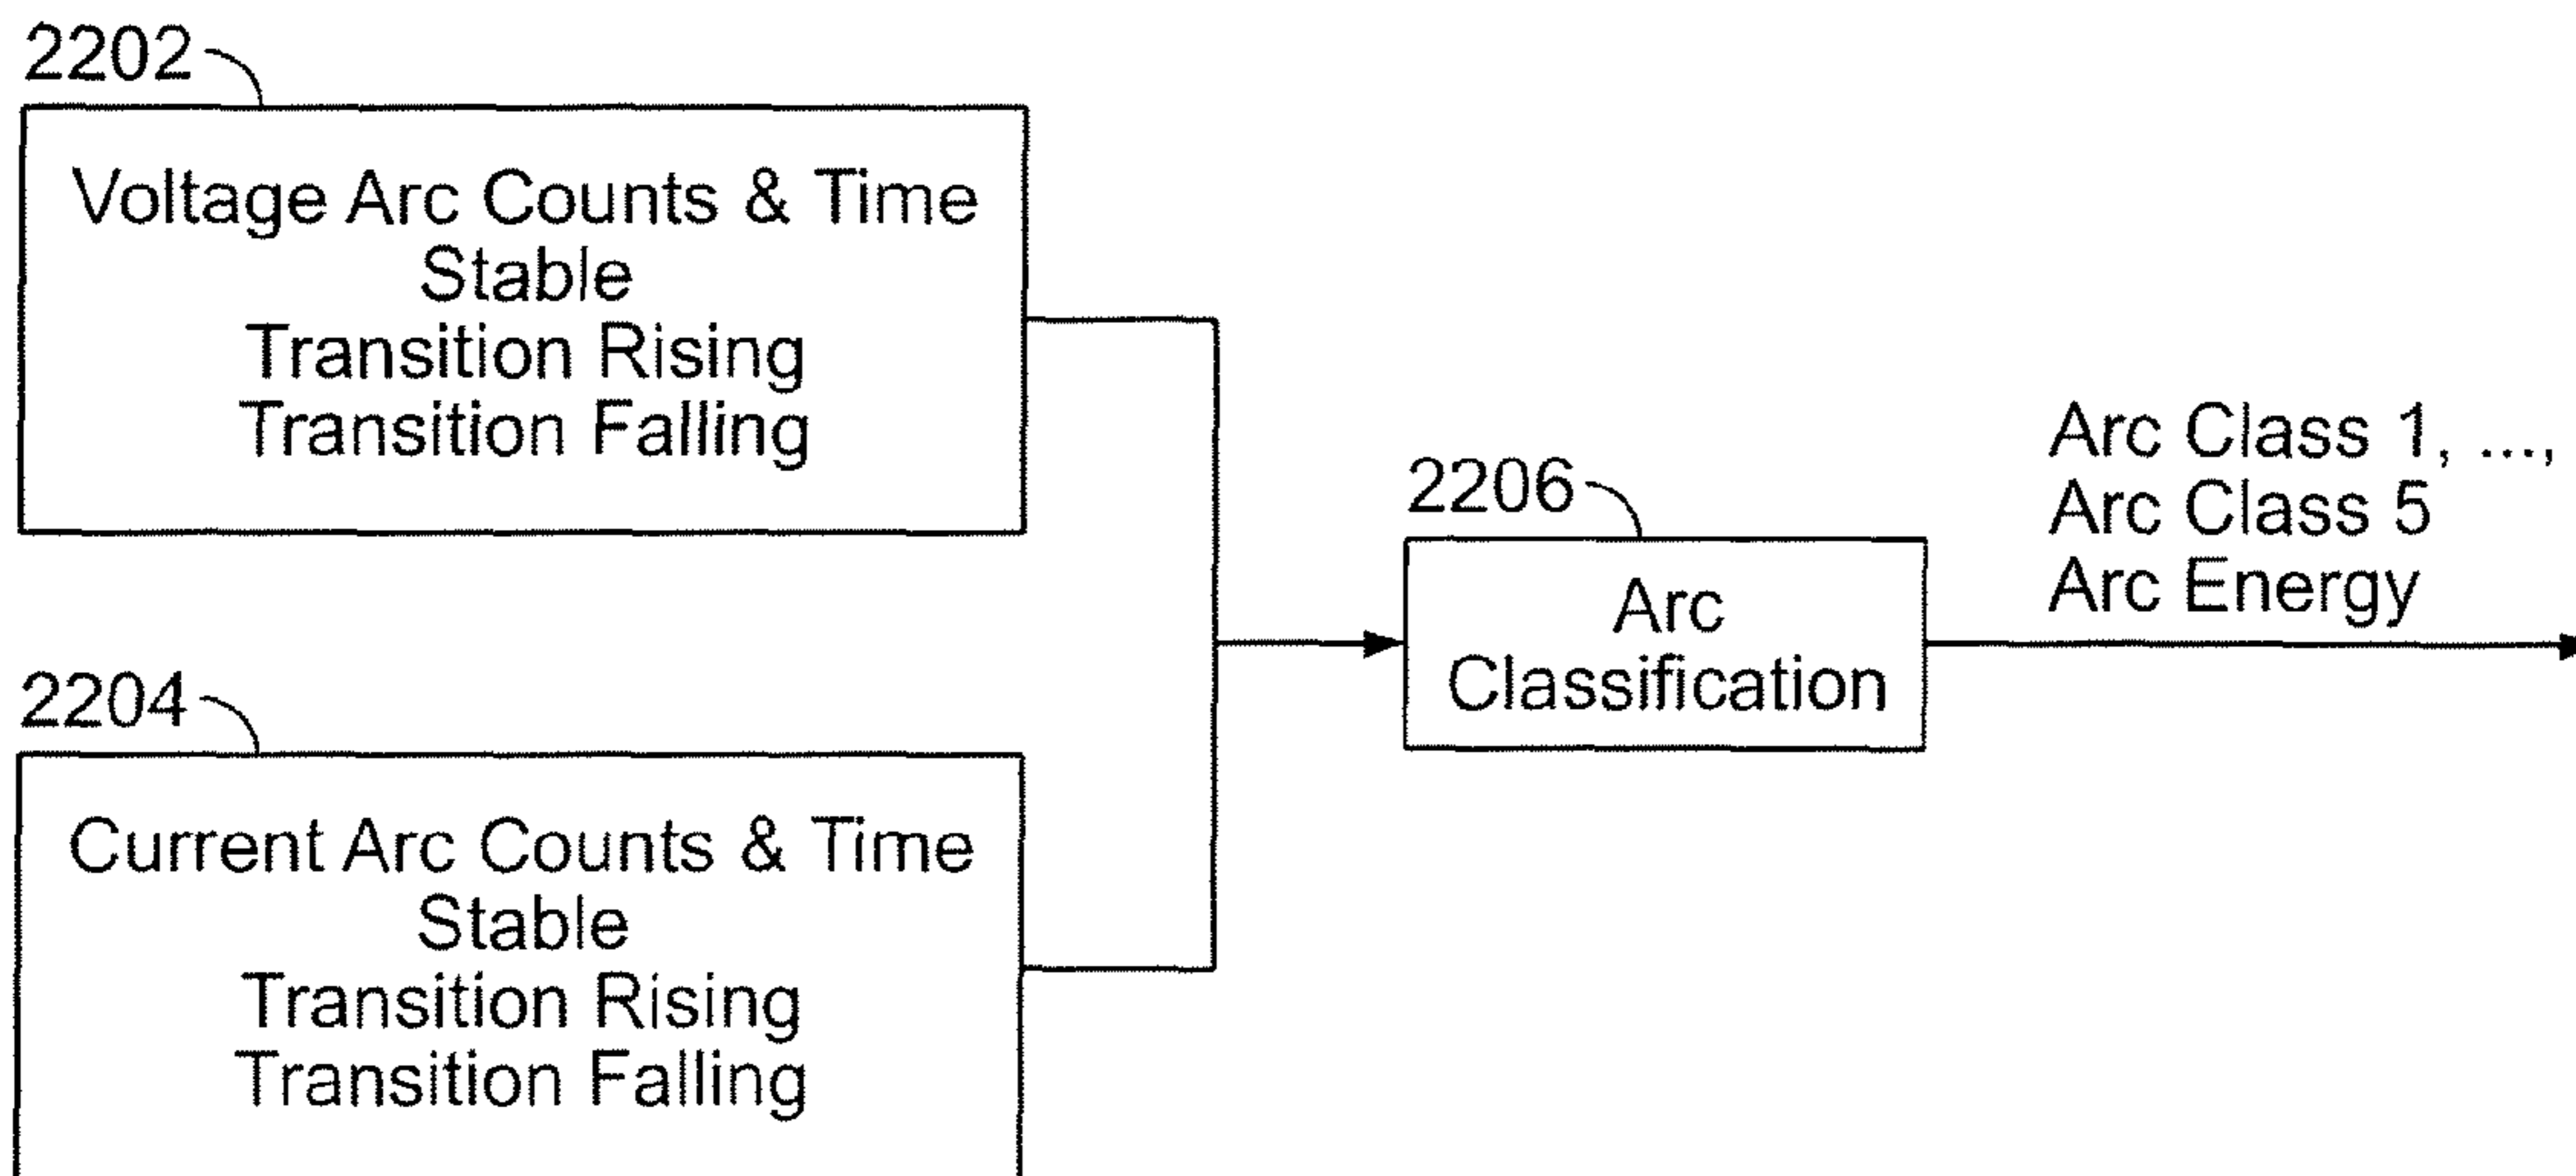 2202
Voltage Arc Counts & Time
Stable
Transition Rising
Transition Falling
2204
Current Arc Counts & Time
Stable
Transition Rising
Transition Falling
2206
Arc
Classification
Arc Class 1, ...,
Arc Class 5
Arc Energy